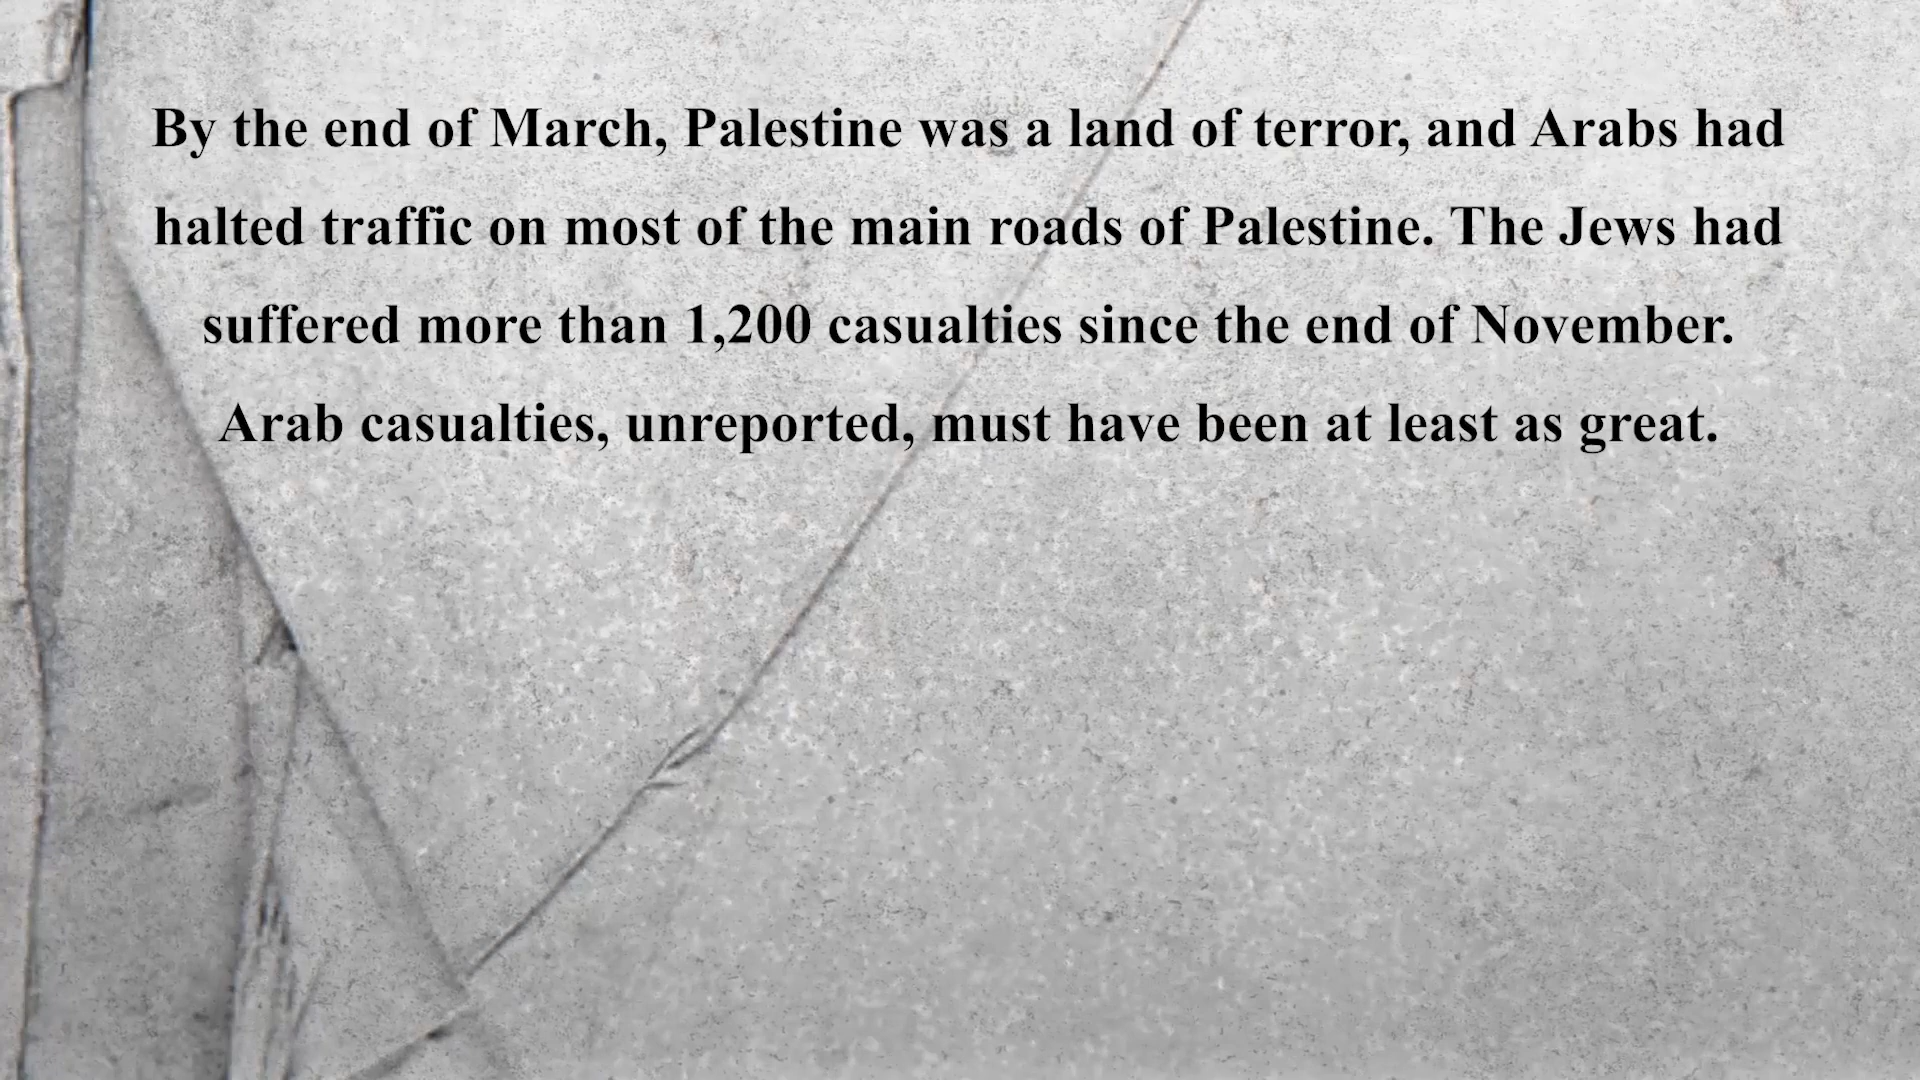 By the end of March, Palestine was a land of terror, and Arabs had
halted traffic on most of the main roads of Palestine. The Jews had
suffered more than 1,200 casualties since the end of November.
Arab casualties, unreported, must have been at least as great.